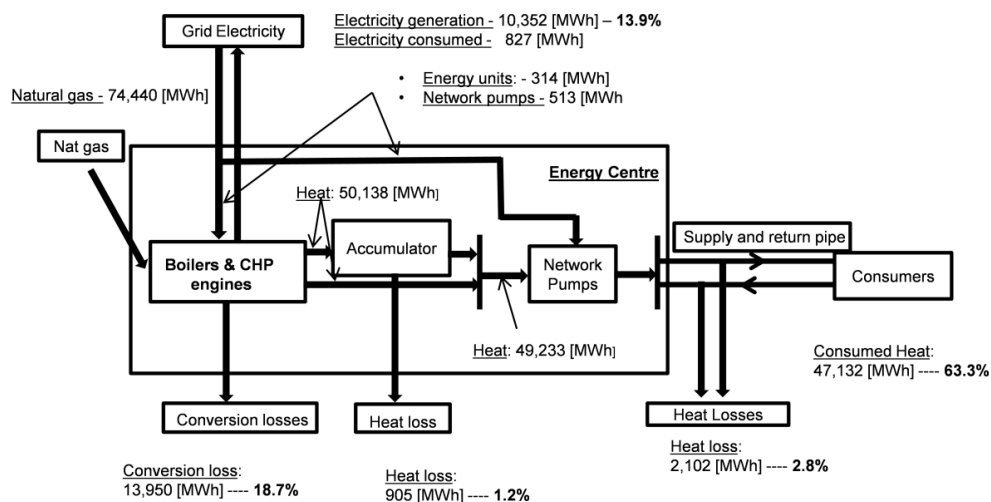 Grid Electricity
Electricity generation - 10,352 [MWh] – 13.9%
Electricity consumed - 827 [MWh]
• Energy units: - 314 [MWh]
• Network pumps - 513 [MWh
Natural gas - 74,440 [MWh]
Nat gas
Energy Centre
Heat: 50,138 [MWh]
Accumulator
Boilers & CHP
engines
Network
Pumps
Supply and return pipe
Consumers
Heat: 49,233 [MWh]
Consumed Heat:
47,132 [MWh] ---- 63.3%
Conversion losses
Heat loss
Heat Losses
Conversion loss:
13,950 [MWh] ---- 18.7%
Heat loss:
905 [MWh] ---- 1.2%
Heat loss:
2,102 [MWh] ---- 2.8%